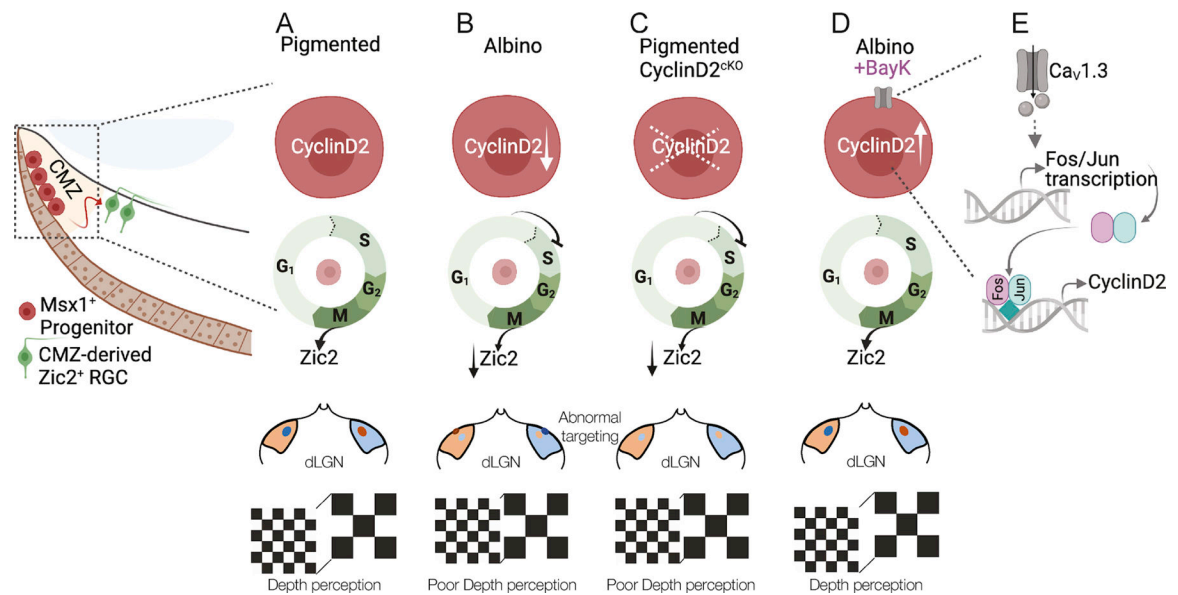 A
Pigmented
B
Albino
C
Pigmented
CyclinD2cKO
D
Albino
+BayK
E
CaV1.3
CMZ
CyclinD2
CyclinD2
CyclinD2
CyclinD2
Fos/Jun
transcription
G1
S
G2
M
G1
S
G2
M
G1
S
G2
M
G1
S
G2
M
Fos
Jun
CyclinD2
Msx1+
Progenitor
CMZ-derived
Zic2+ RGC
Zic2
Zic2
Zic2
Zic2
Abnormal
targeting
dLGN
dLGN
dLGN
dLGN
Depth perception
Poor Depth perception
Poor Depth perception
Depth perception